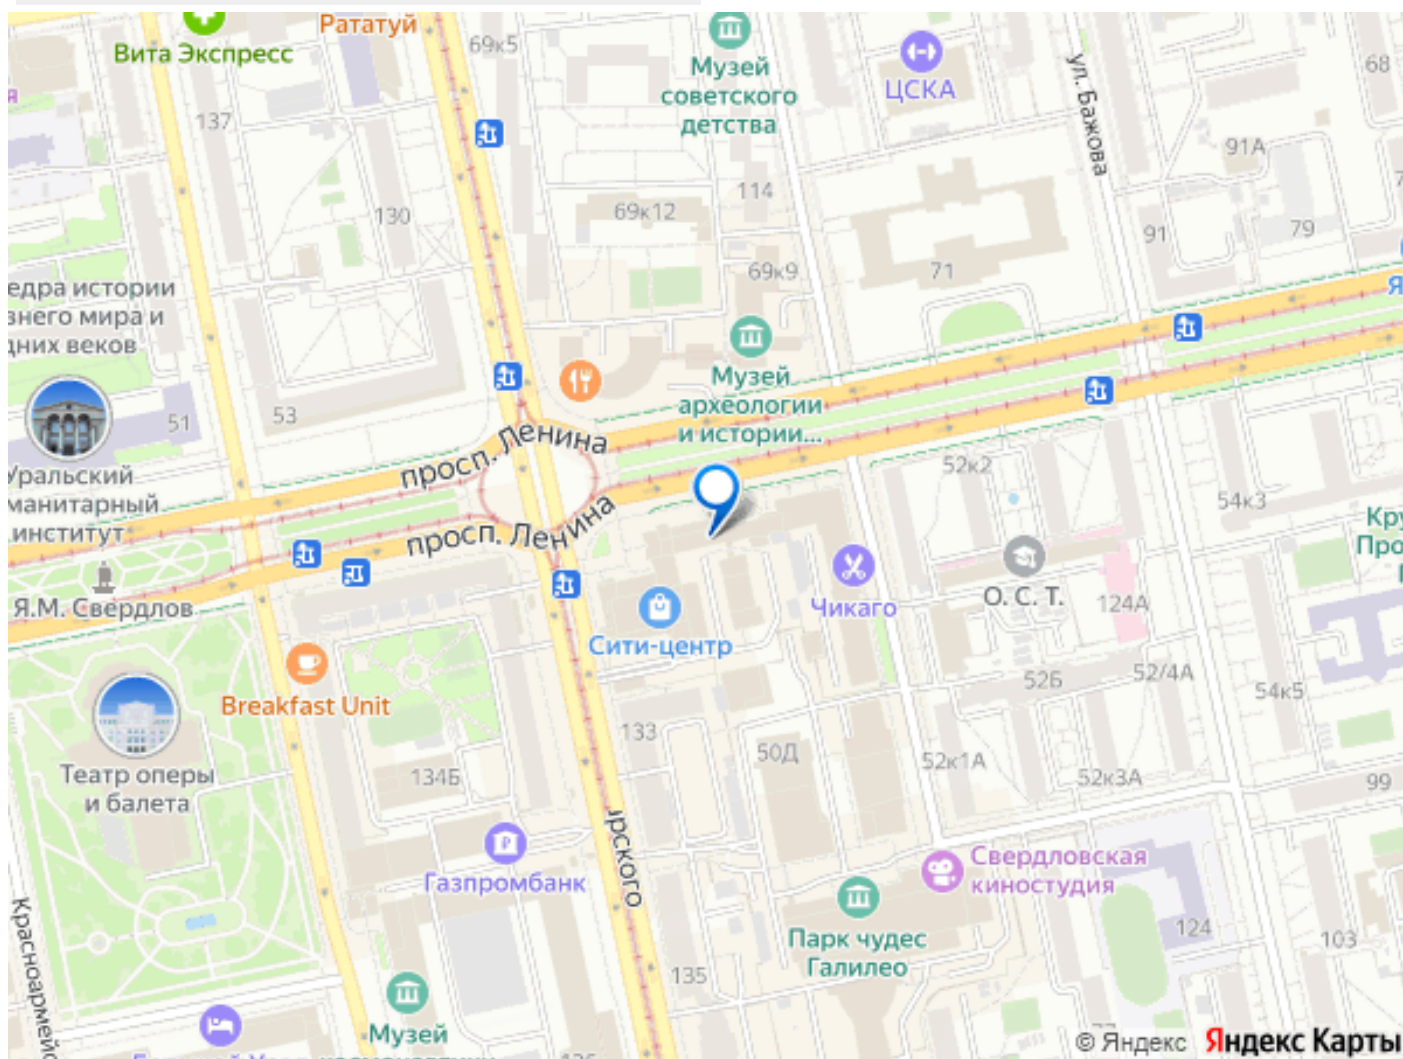 Рататуй
Вита Экспресс
69к5
Музей
советского
детства
ЦСКА
ул. Бажова
68
137
91А
114
130
69к12
91
79
69к9
71
едра истории
него мира и
дних веков
Музей
археологии
и истории...
51
53
просп. Ленина
просп. Ленина
Уральский
манитарный
институт
52к2
54к3
Я.М. Свердлов
Сити-центр
Чикаго
О. С. Т.
124А
Breakfast Unit
52Б
52/4А
54к5
133
50Д
52к1А
52к3А
99
Театр оперы
и балета
134Б
Газпромбанк
рского
Свердловская
киностудия
Парк чудес
Галилео
124
103
135
Красноармейс
Музей
© Яндекс
Яндекс Карты